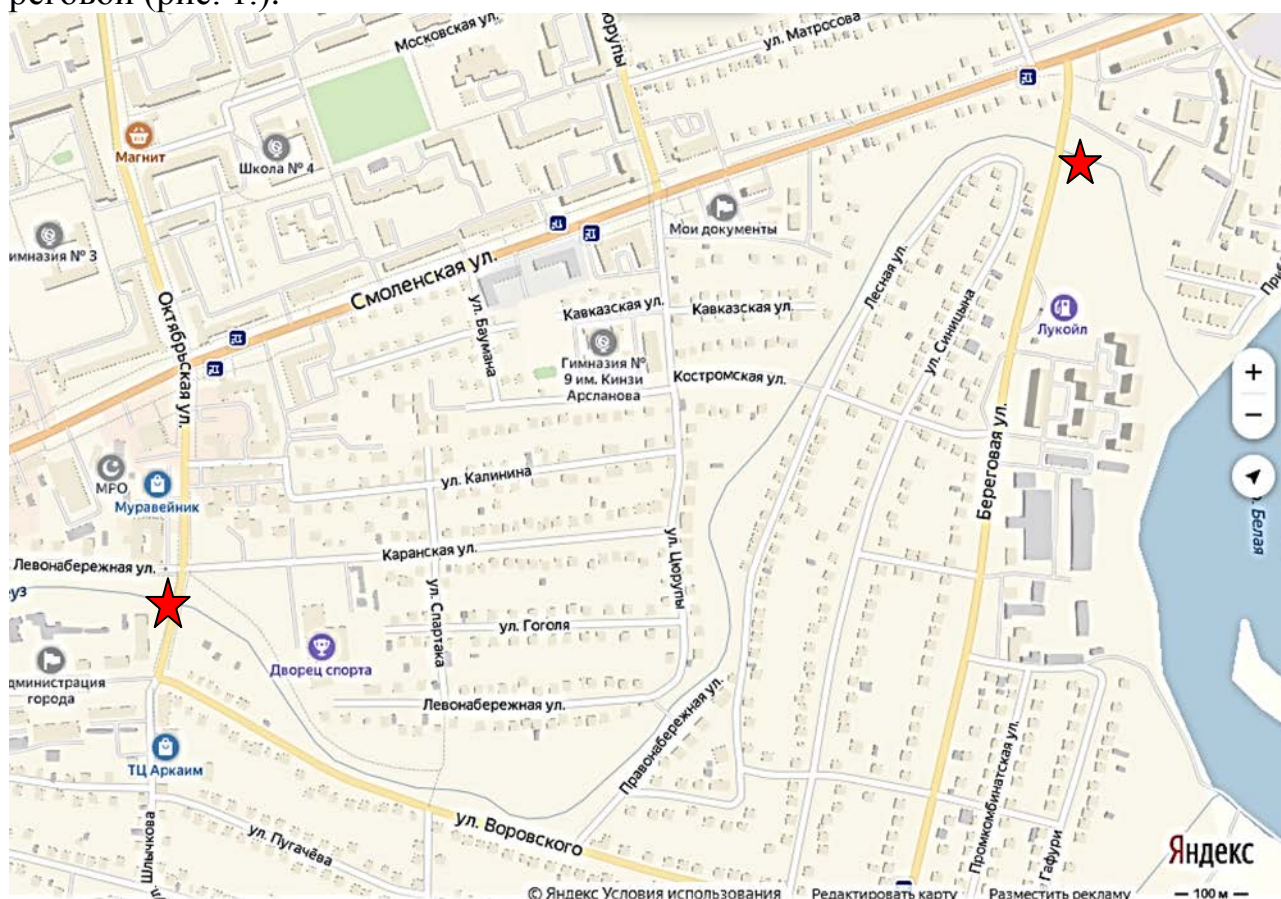 реговой (рис. 1.).
Московская ул.
ул. Матросова
Магнит
Школа № 4
Мои документы
Смоленская ул.
Октябрьская ул.
ул. Баумана
Кавказская ул.
Кавказская ул.
Гимназия №
9 им. Кинзи
Арсланова
Костромская ул.
Лесная ул.
ул. Синицына
Лукойл
Береговая ул.
Белая
МРО
Муравейник
ул. Калинина
Каранская ул.
Левонабережная ул.
ул. Цюрупы
ул. Спартака
ул. Гоголя
Дворец спорта
Левонабережная ул.
Правонабережная ул.
города
ТЦ Аркаим
ул. Воровского
ул. Пугачёва
Шлычкова
Промкомбинатская ул.
Гафури
Яндекс
© Яндекс Условия использования Редактировать карту Разместить рекламу 100 м